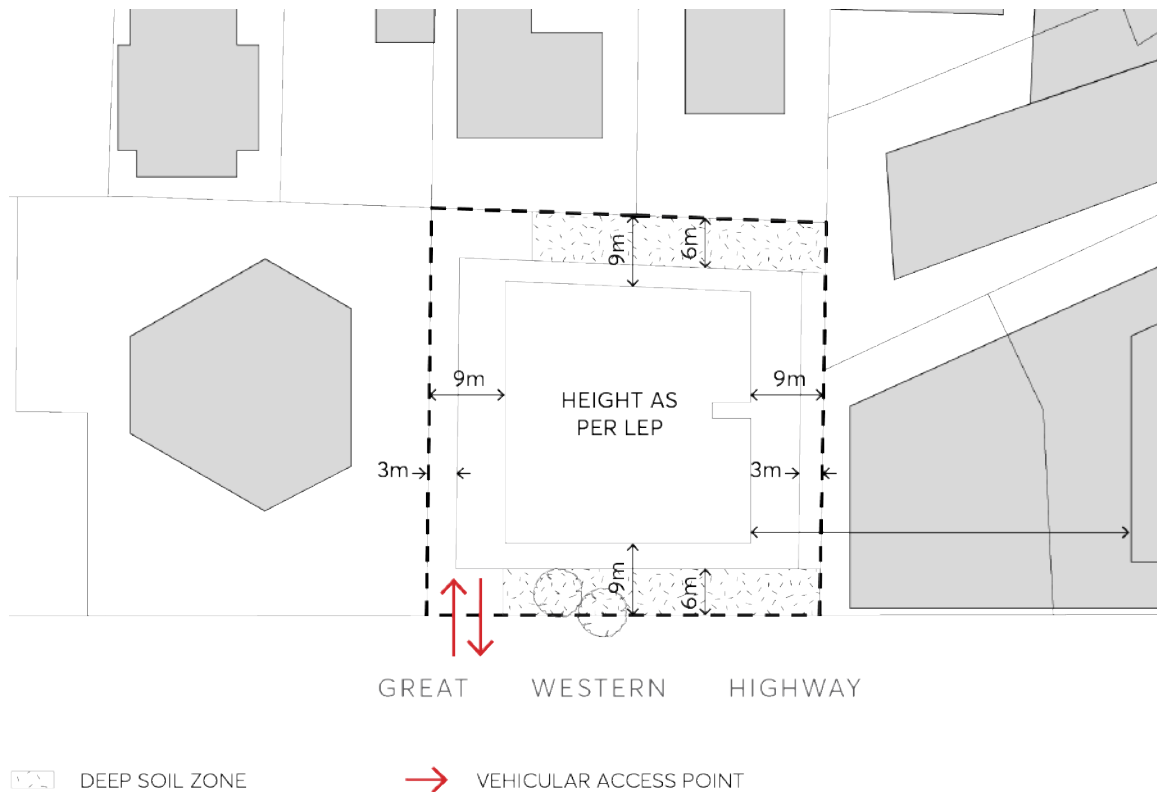 9m
6m
9m
9m
HEIGHT AS
PER LEP
3m
3m
9m
6m
GREAT WESTERN HIGHWAY
DEEP SOIL ZONE
VEHICULAR ACCESS POINT